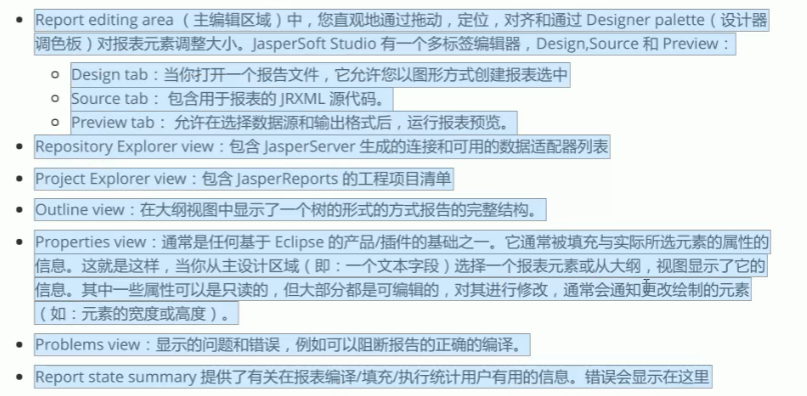 Report editing area （主编辑区域）中，您直观地通过拖动，定位，对齐和通过 Designer palette（设计器
调色板）对报表元素调整大小。JasperSoft Studio 有一个多标签编辑器，Design,Source 和 Preview：
Design tab：当你打开一个报告文件，它允许您以图形方式创建报表选中
Source tab： 包含用于报表的 JRXML 源代码。
Preview tab： 允许在选择数据源和输出格式后，运行报表预览。
Repository Explorer view：包含 JasperServer 生成的连接和可用的数据适配器列表
Project Explorer view：包含 JasperReports 的工程项目清单
Outline view：在大纲视图中显示了一个树的形式的方式报告的完整结构。
Properties view：通常是任何基于 Eclipse 的产品/插件的基础之一。它通常被填充与实际所选元素的属性的
信息。这就是这样，当你从主设计区域（即：一个文本字段）选择一个报表元素或从大纲，视图显示了它的
信息。其中一些属性可以是只读的，但大部分都是可编辑的，对其进行修改，通常会通知更改绘制的元素
（如：元素的宽度或高度）。
Problems view：显示的问题和错误，例如可以阻断报告的正确的编译。
Report state summary 提供了有关在报表编译/填充/执行统计用户有用的信息。错误会显示在这里